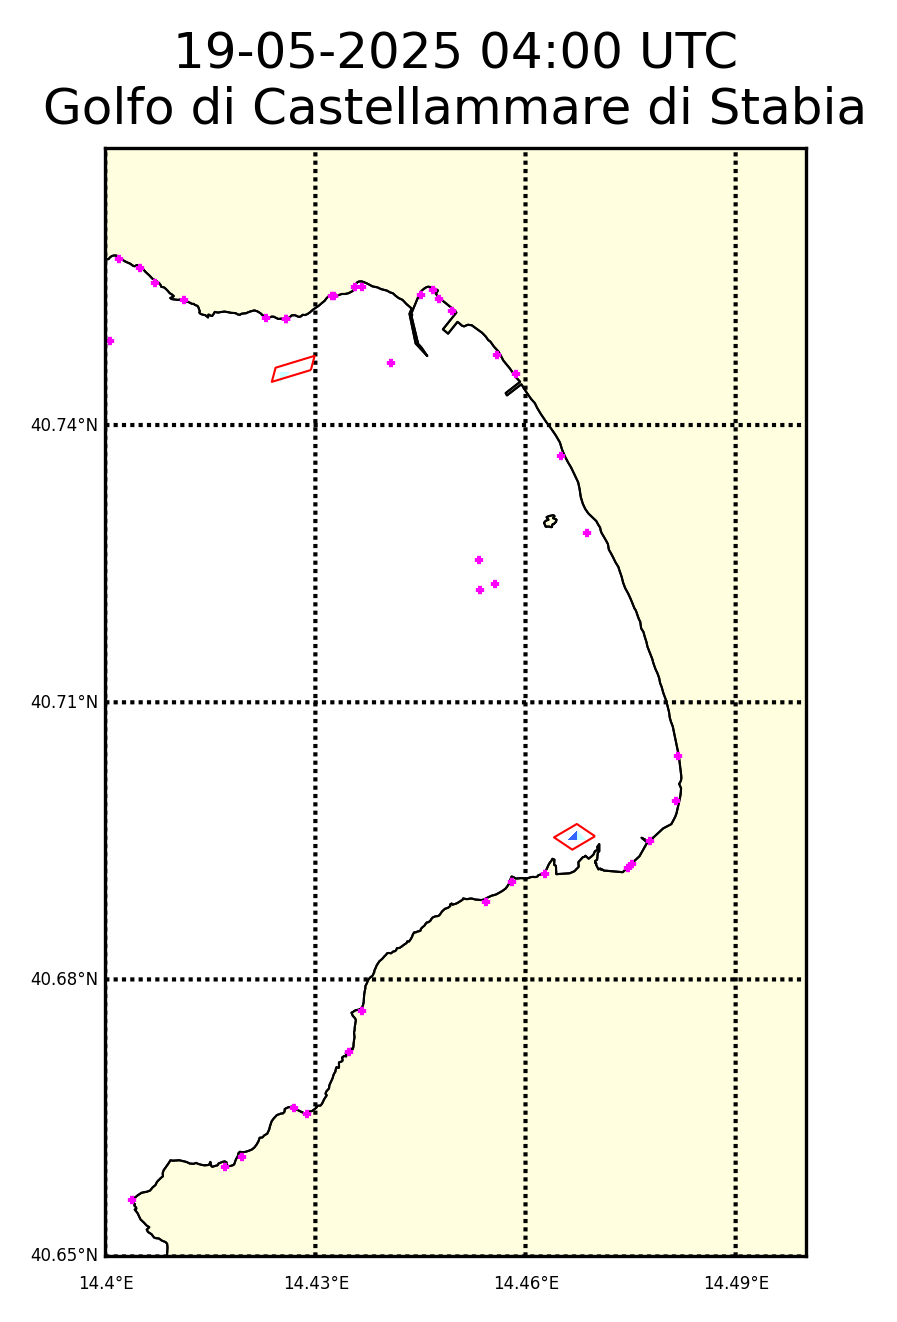 19-05-2025 04:00 UTC
Golfo di Castellammare di Stabia
40.74°N
40.71°N
40.68°N
40.65°N
14.4°E 14.43°E 14.46°E 14.49°E